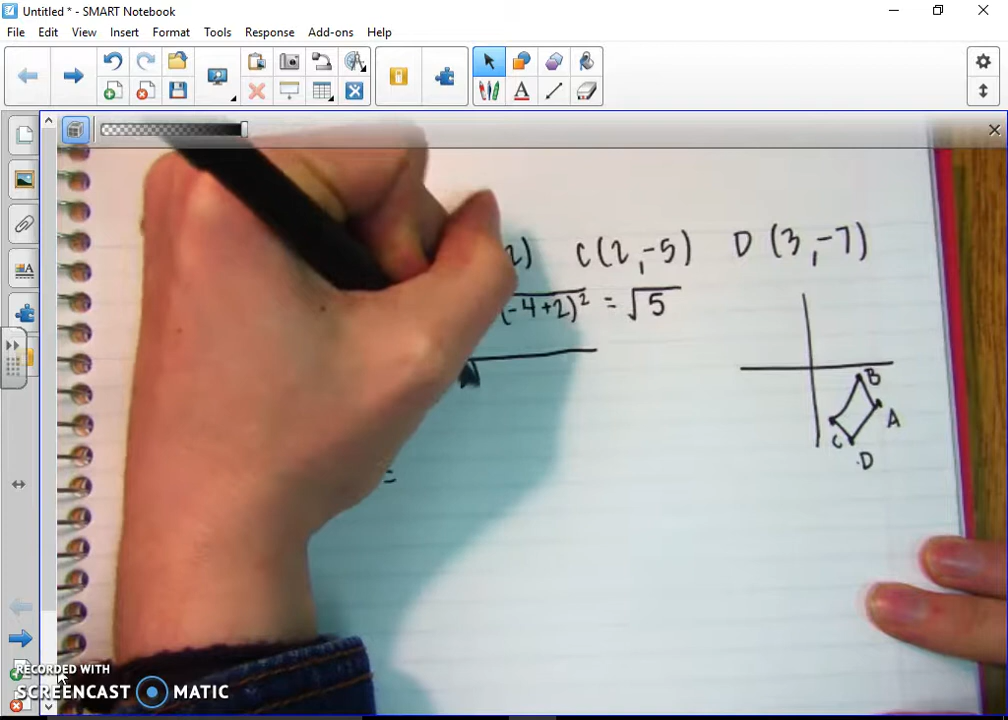 Untitled * - SMART Notebook
File Edit View Insert Format Tools Response Add-ons Help
2) C(2,-5) D (3,-7)
(-4+2)² = √5
B
A
C
D
=
RECORDED WITH
SCREENCAST MATIC